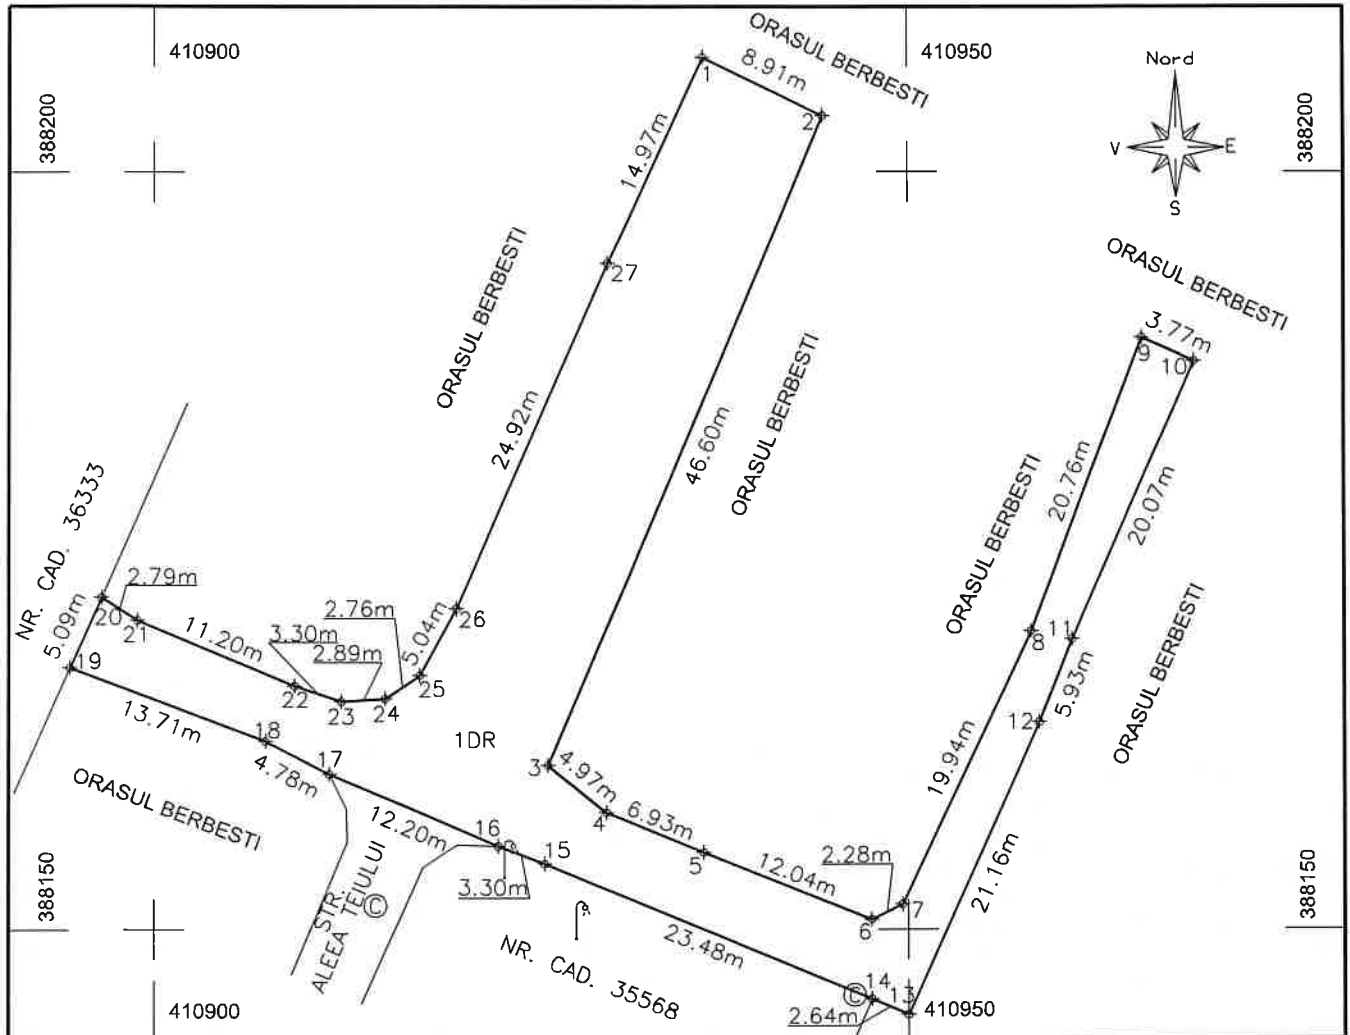 410900
410950
ORASUL BERBESTI
8.91m
Nord
388200
388200
V
E
S
1
2
14.97m
ORASUL BERBESTI
27
ORASUL BERBESTI
3.77m
9
10
24.92m
46.60m
ORASUL BERBESTI
20.76m
20.07m
ORASUL BERBESTI
NR. CAD. 36333
2.79m
5.09m
20
21
19
11.20m
3.30m
2.89m
2.76m
5.04m
26
22
23
24
25
8
11
5.93m
ORASUL BERBESTI
12
13.71m
18
17
4.78m
1DR
3
4.97m
4
6.93m
5
12.04m
19.94m
ORASUL BERBESTI
12.20m
16
15
3.30m
2.28m
7
6
21.16m
388150
388150
STR.
ALEEA TEIULUI
©
23.48m
NR. CAD. 35568
14
13
©
2.64m
410900
410950